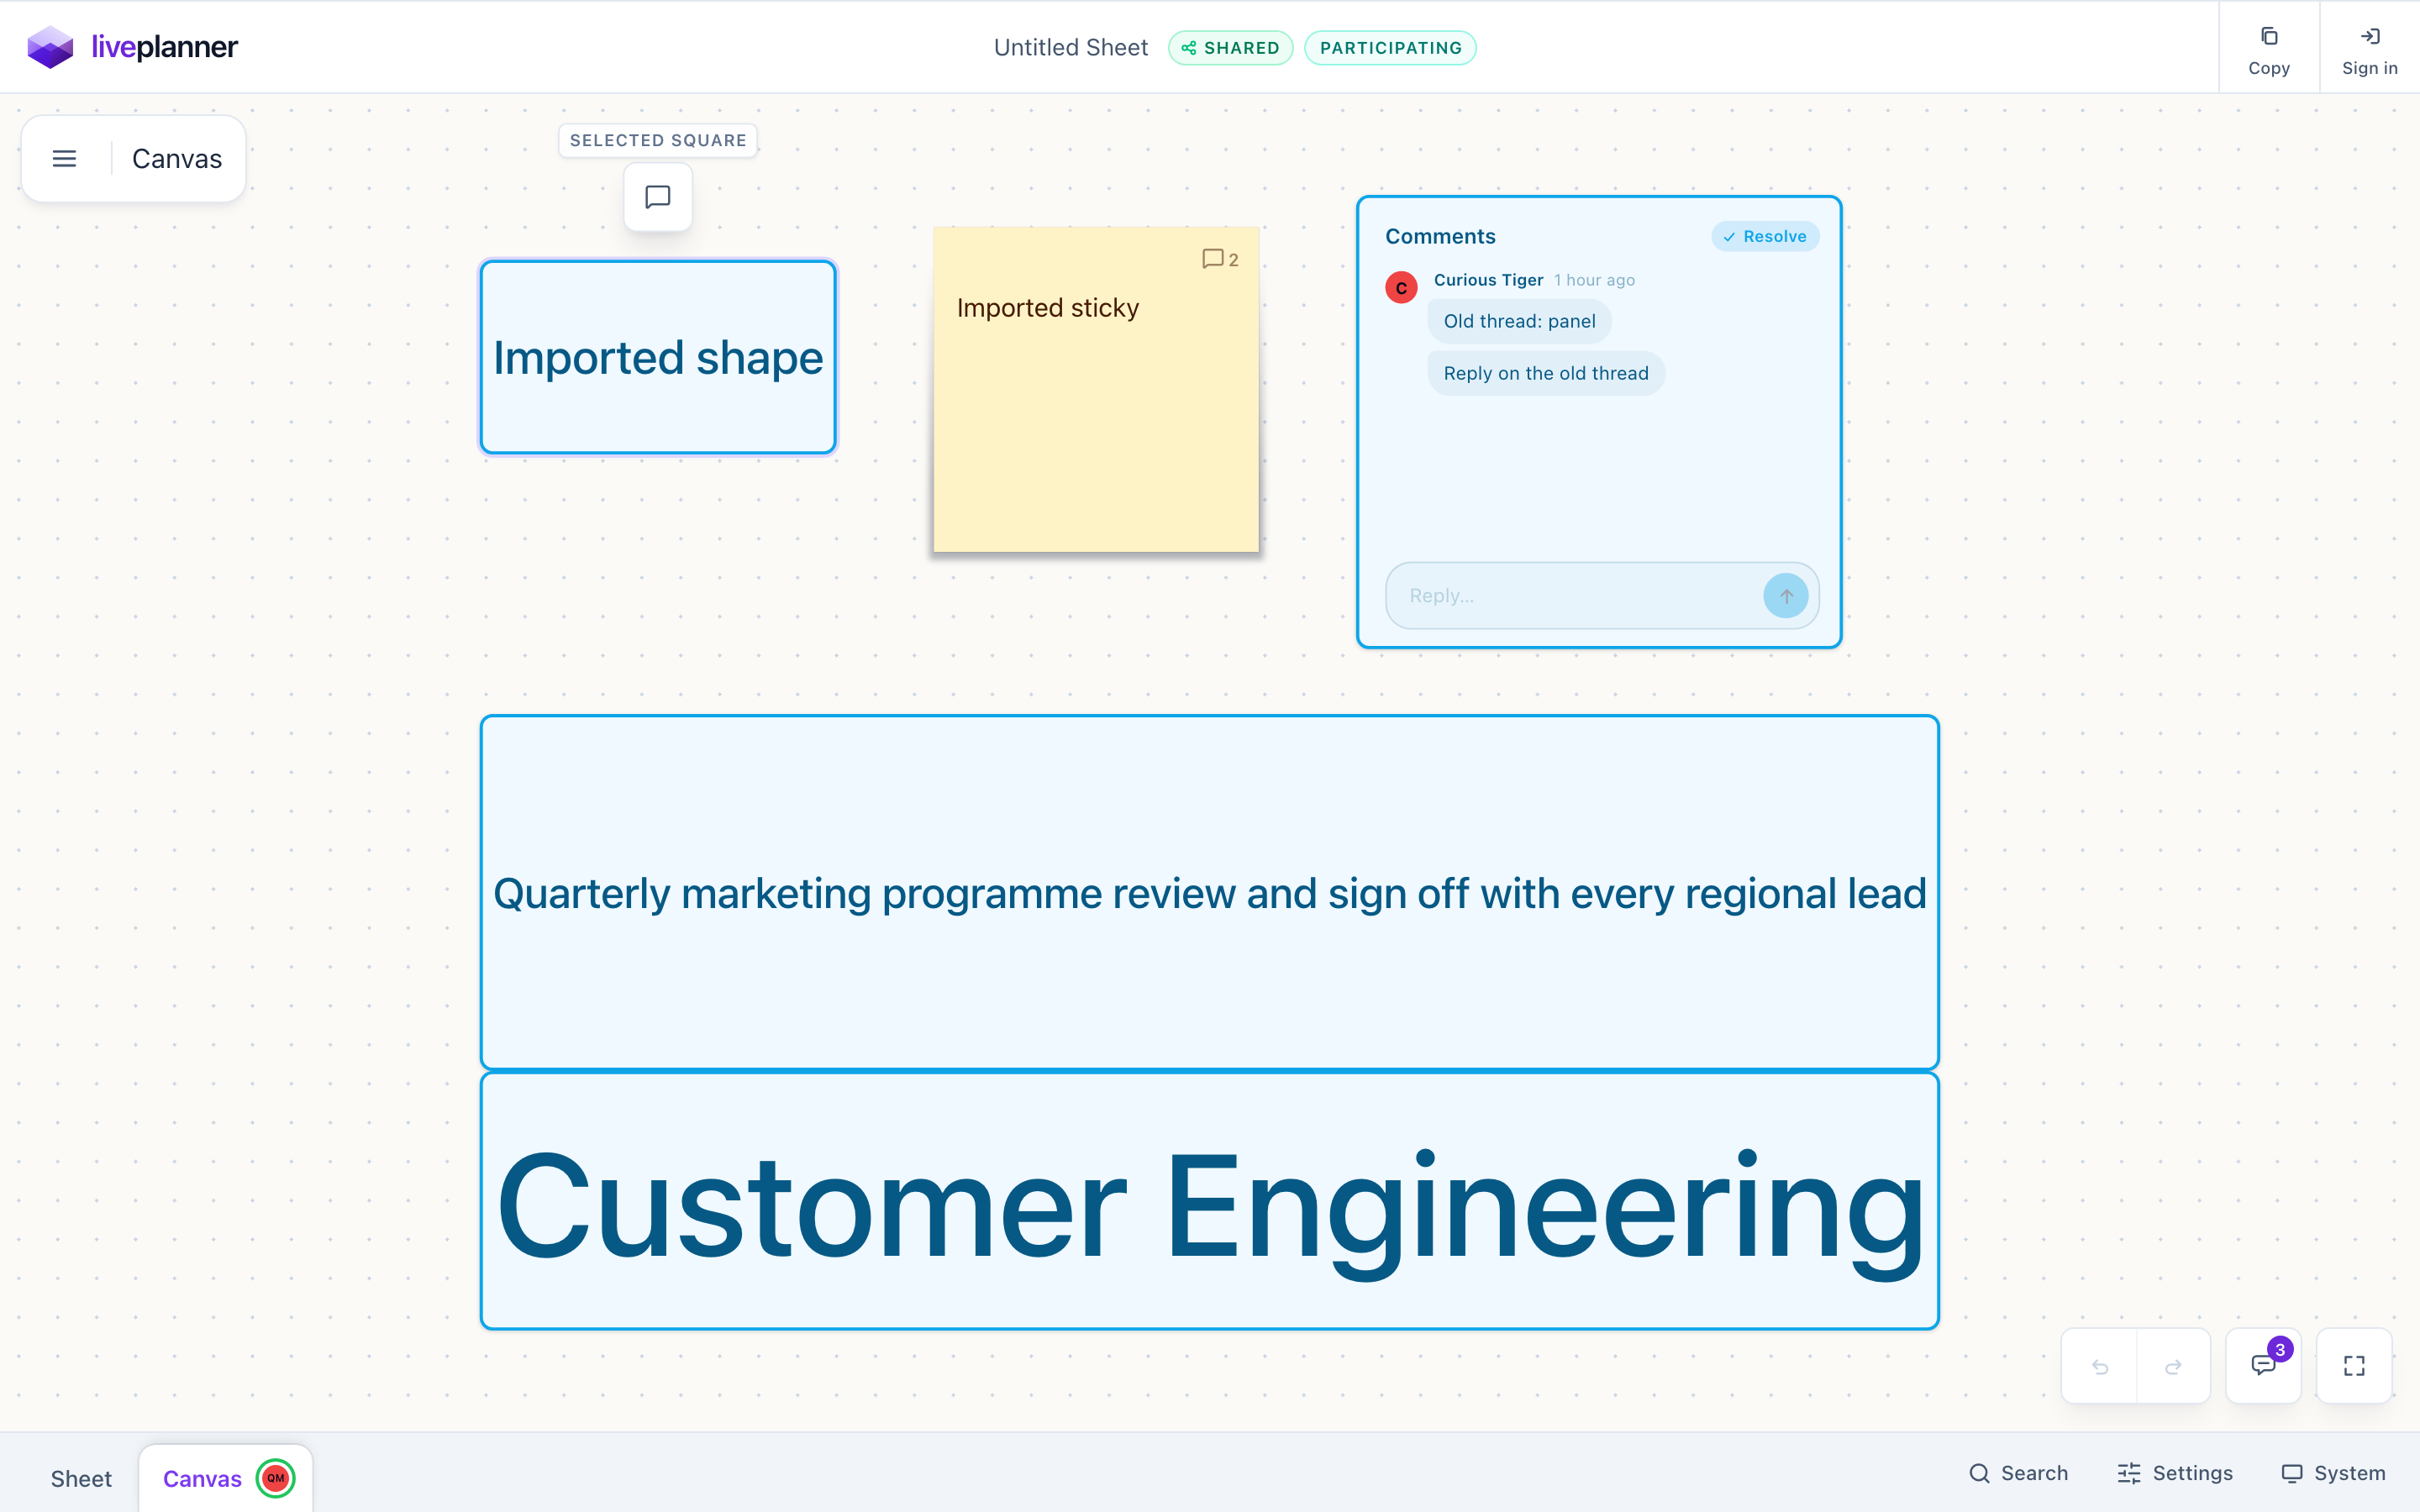 liveplanner
Untitled Sheet
SHARED
PARTICIPATING
Copy
Sign in
Canvas
SELECTED SQUARE
Imported shape
2
Imported sticky
Comments
Resolve
C
Curious Tiger 1 hour ago
Old thread: panel
Reply on the old thread
Reply...
Quarterly marketing programme review and sign off with every regional lead
Customer Engineering
3
Sheet
Canvas
QM
Search
Settings
System